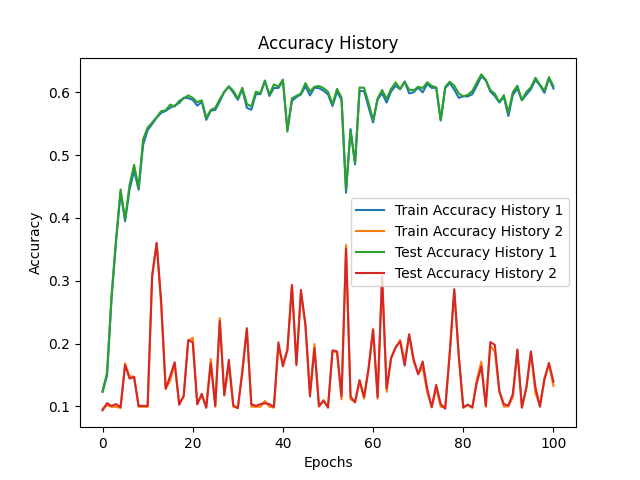 Accuracy History
Accuracy
0.6
0.5
0.4
0.3
0.2
0.1
Train Accuracy History 1
Train Accuracy History 2
Test Accuracy History 1
Test Accuracy History 2
0 20 40 60 80 100
Epochs